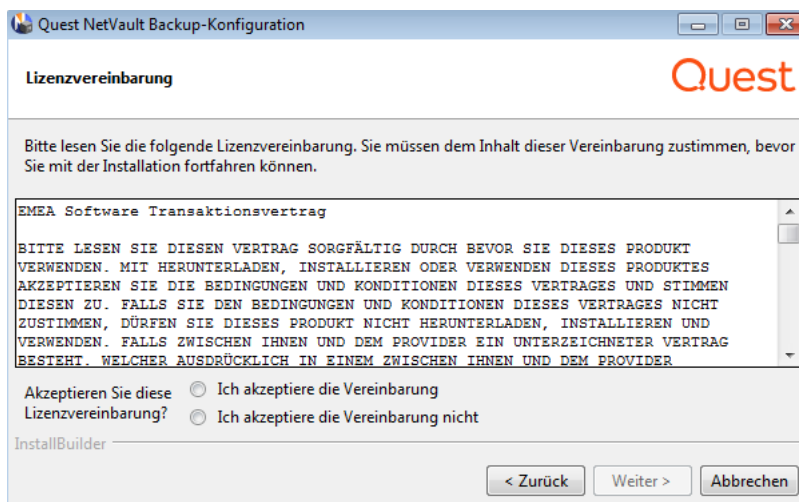 Quest NetVault Backup-Konfiguration
Lizenzvereinbarung
Quest
Bitte lesen Sie die folgende Lizenzvereinbarung. Sie müssen dem Inhalt dieser Vereinbarung zustimmen, bevor
Sie mit der Installation fortfahren können.
EMEA Software Transaktionsvertrag
BITTE LESEN SIE DIESEN VERTRAG SORGFÄLTIG DURCH BEVOR SIE DIESES PRODUKT
VERWENDEN. MIT HERUNTERLADEN, INSTALLIEREN ODER VERWENDEN DIESES PRODUKTES
AKZEPTIEREN SIE DIE BEDINGUNGEN UND KONDITIONEN DIESES VERTRAGES UND STIMMEN
DIESEN ZU. FALLS SIE DEN BEDINGUNGEN UND KONDITIONEN DIESES VERTRAGES NICHT
ZUSTIMMEN, DÜRFEN SIE DIESES PRODUKT NICHT HERUNTERLADEN, INSTALLIEREN UND
VERWENDEN. FALLS ZWISCHEN IHNEN UND DEM PROVIDER EIN UNTERZEICHNETER VERTRAG
BESTEHT. WELCHER AUSDRÜCKLICH IN EINEM ZWISCHEN IHNEN UND DEM PROVIDER
Akzeptieren Sie diese
Lizenzvereinbarung?
Ich akzeptiere die Vereinbarung
Ich akzeptiere die Vereinbarung nicht
InstallBuilder
< Zurück
Weiter >
Abbrechen